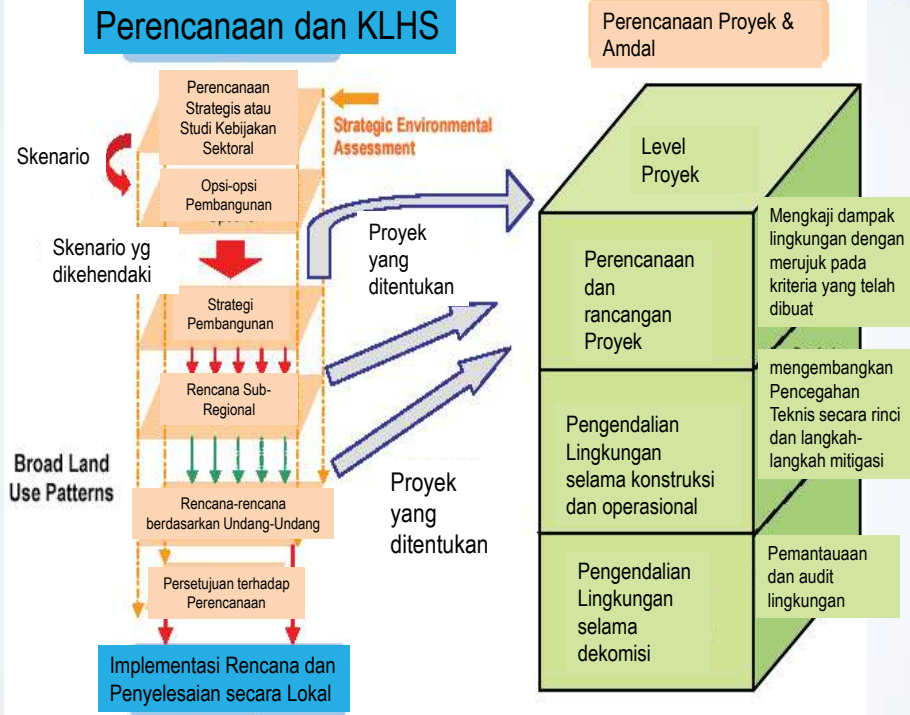 Perencanaan dan KLHS
Perencanaan
Strategis atau
Studi Kebijakan
Sektoral
Strategic Environmental
Assessment
Skenario
Opsi-opsi
Pembangunan
Skenario yg
dikehendaki
Strategi
Pembangunan
Rencana Sub-
Regional
Broad Land
Use Patterns
Rencana-rencana
berdasarkan Undang-Undang
Persetujuan terhadap
Perencanaan
Implementasi Rencana dan
Penyelesaian secara Lokal
Proyek
yang
ditentukan
Proyek
yang
ditentukan
Perencanaan Proyek &
Amdal
Level
Proyek
Perencanaan
dan
rancangan
Proyek
Mengkaji dampak
lingkungan dengan
merujuk pada
kriteria yang telah
dibuat
Pengendalian
Lingkungan
selama konstruksi
dan operasional
mengembangkan
Pencegahan
Teknis secara rinci
dan langkah-
langkah mitigasi
Pengendalian
Lingkungan
selama
dekomisi
Pemantauaan
dan audit
lingkungan